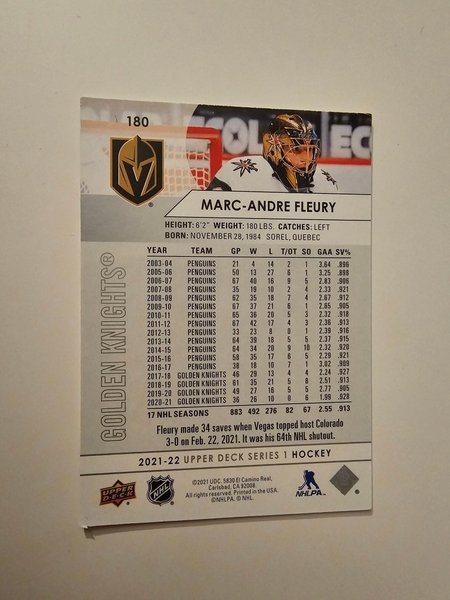 180
ECOL
EC
MARC-ANDRE FLEURY
HEIGHT: 6'2" WEIGHT: 180 LBS. CATCHES: LEFT
BORN: NOVEMBER 28, 1984 SOREL, QUEBEC
GOLDEN KNIGHTS®
YEAR TEAM GP W L T/OT SO GAA SV%
2003-04 PENGUINS 21 4 14 2 1 3.64 .896
2005-06 PENGUINS 50 13 27 6 1 3.25 .898
2006-07 PENGUINS 67 40 16 9 5 2.83 .906
2007-08 PENGUINS 35 19 10 2 4 2.33 .921
2008-09 PENGUINS 62 35 18 7 4 2.67 .912
2009-10 PENGUINS 67 37 21 6 1 2.65 .905
2010-11 PENGUINS 65 36 20 5 3 2.32 .918
2011-12 PENGUINS 67 42 17 4 3 2.36 .913
2012-13 PENGUINS 33 23 8 0 1 2.39 .916
2013-14 PENGUINS 64 39 18 5 5 2.37 .915
2014-15 PENGUINS 64 34 20 9 10 2.32 .920
2015-16 PENGUINS 58 35 17 6 5 2.29 .921
2016-17 PENGUINS 38 18 10 7 1 3.02 .909
2017-18 GOLDEN KNIGHTS 46 29 13 4 4 2.24 .927
2018-19 GOLDEN KNIGHTS 61 35 21 5 8 2.51 .913
2019-20 GOLDEN KNIGHTS 49 27 16 5 5 2.77 .905
2020-21 GOLDEN KNIGHTS 36 26 10 0 6 1.99 .928
17 NHL SEASONS 883 492 276 82 67 2.55 .913
Fleury made 34 saves when Vegas topped host Colorado
3-0 on Feb. 22, 2021. It was his 64th NHL shutout.
2021-22 UPPER DECK SERIES 1 HOCKEY
UPPER DECK
NHL
©2021 UDC. 5830 El Camino Real,
Carlsbad, CA 92008.
All rights reserved. Printed in the USA.
©NHLPA. © NHL.
NHLPA